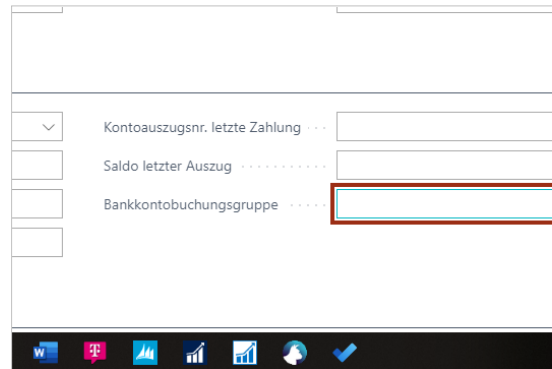 Kontoauszugsnr. letzte Zahlung
Saldo letzter Auszug
Bankkontobuchungsgruppe
W
T